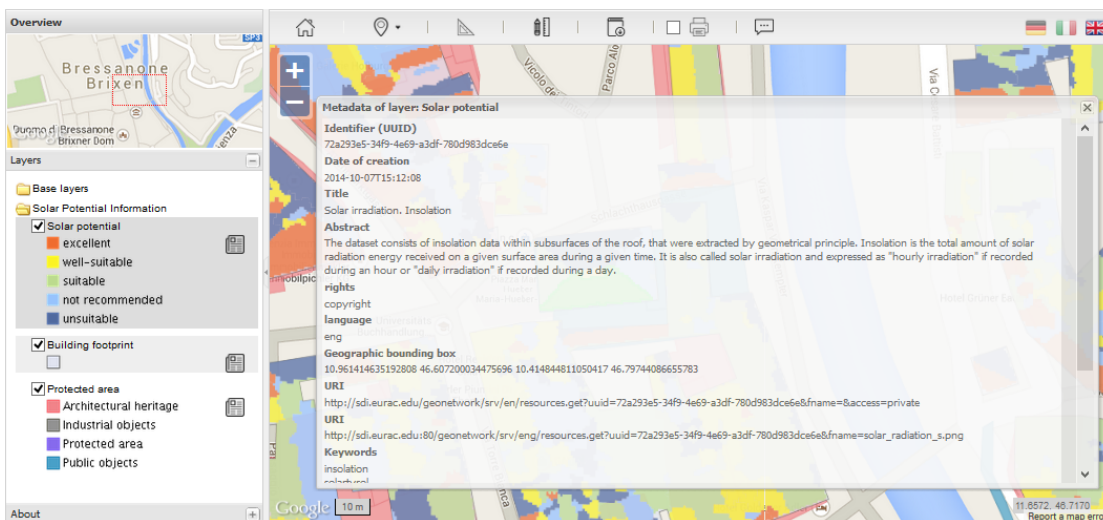 Overview
SP3
Bressanone
Brixen
Duomo di Bressanone
Brixner Dom
Layers
Base layers
Solar Potential Information
Solar potential
excellent
well-suitable
suitable
not recommended
unsuitable
Building footprint
Protected area
Architectural heritage
Industrial objects
Protected area
Public objects
About
Parco
Metadata of layer: Solar potential
Identifier (UUID)
72a293e5-34f9-4e69-a3df-780d983dce6e
Date of creation
2014-10-07T15:12:08
Title
Solar irradiation. Insolation
Abstract
The dataset consists of insolation data within subsurfaces of the roof, that were extracted by geometrical principle. Insolation is the total amount of solar
radiation energy received on a given surface area during a given time. It is also called solar irradiation and expressed as "hourly irradiation" if recorded
during an hour or "daily irradiation" if recorded during a day.
rights
copyright
language
eng
Geographic bounding box
10.961414635192808 46.607200034475696 10.414844811050417 46.79744086655783
URI
http://sdi.eurac.edu/geonetwork/srv/en/resources.get?uuid=72a293e5-34f9-4e69-a3df-780d983dce6e&fname=&access=private
URI
http://sdi.eurac.edu:80/geonetwork/srv/eng/resources.get?uuid=72a293e5-34f9-4e69-a3df-780d983dce6e&fname=solar_radiation_s.png
Keywords
insolation
solartyrol
Google
10 m
11.6572, 46.7170
Report a map erro